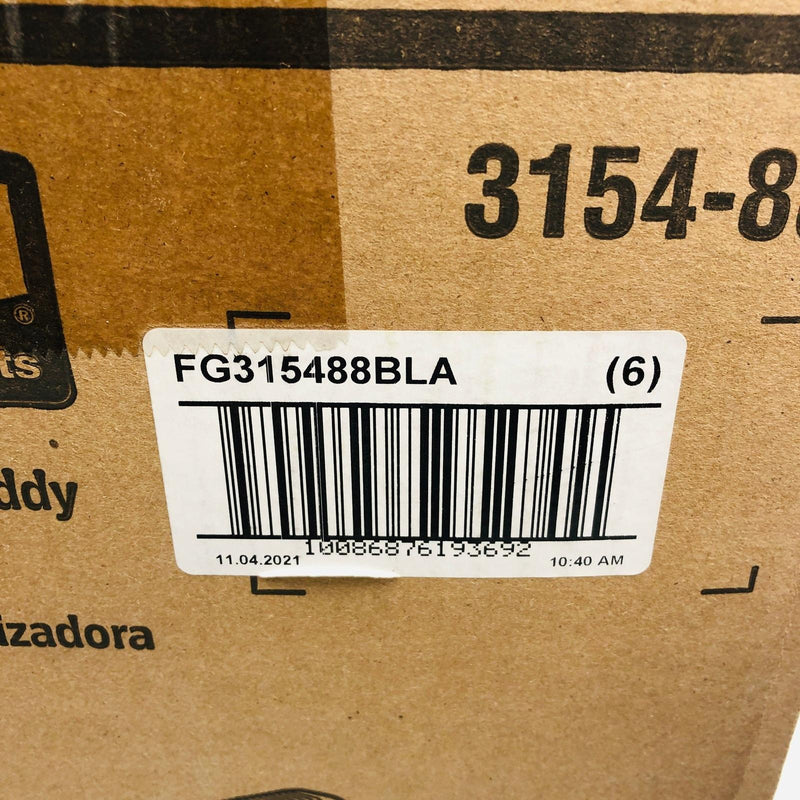 3154-8
®
ts
FG315488BLA (6)
ddy
10086876193692
11.04.2021 10:40 AM
izadora